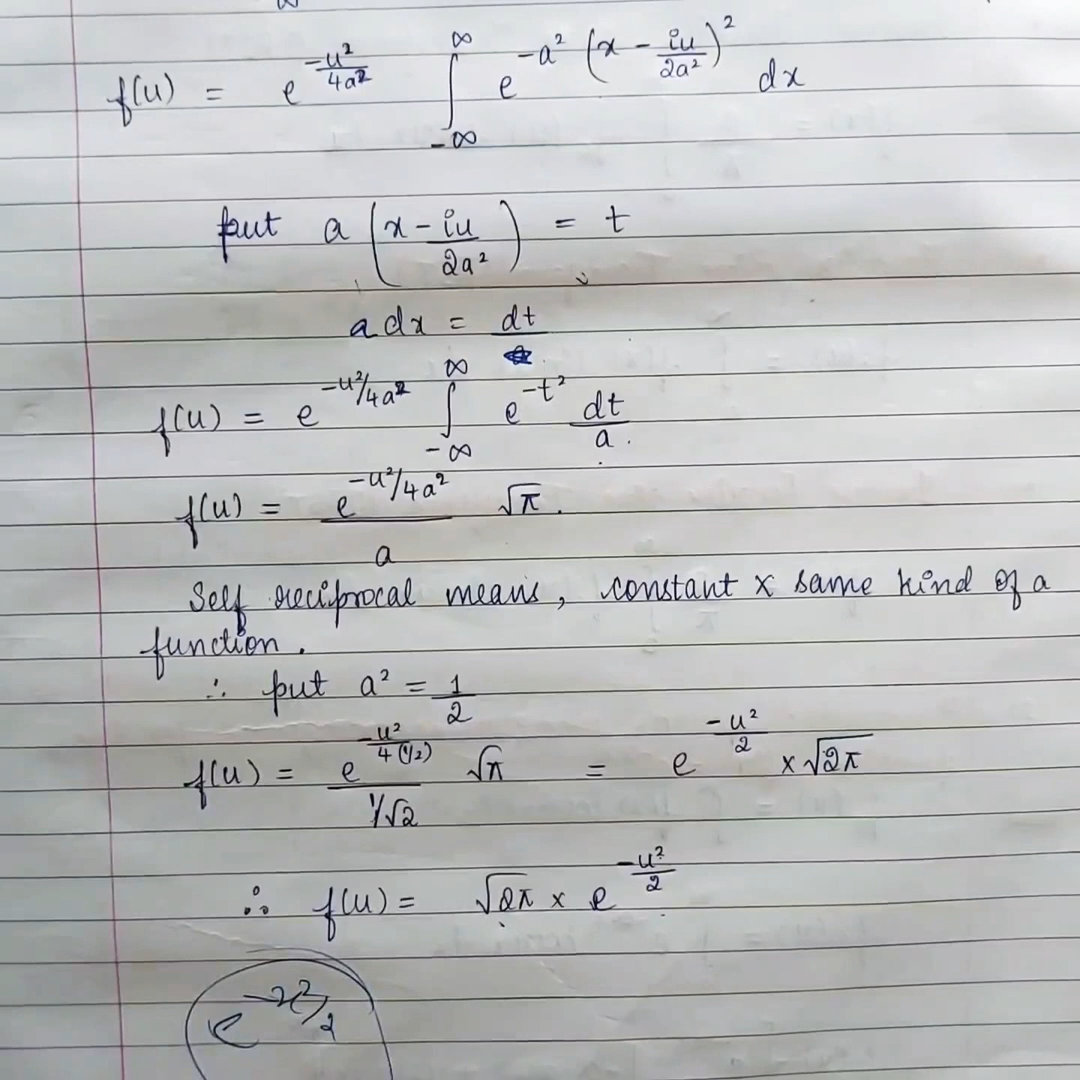 f(u) = e^{-u²/4a²} ∫_{-∞}^{∞} e^{-a² (x - iu/2a²)²} dx
put a (x - iu/2a²) = t
a dx = dt
f(u) = e^{-u²/4a²} ∫_{-∞}^{∞} e^{-t²} dt/a.
f(u) = e^{-u²/4a²}/a √π.
Self reciprocal means, constant x same kind of a
function.
∴ put a² = 1/2
f(u) = e^{-u²/4(1/2)}/(1/√2) √π = e^{-u²/2} × √2π
∴ f(u) = √2π × e^{-u²/2}